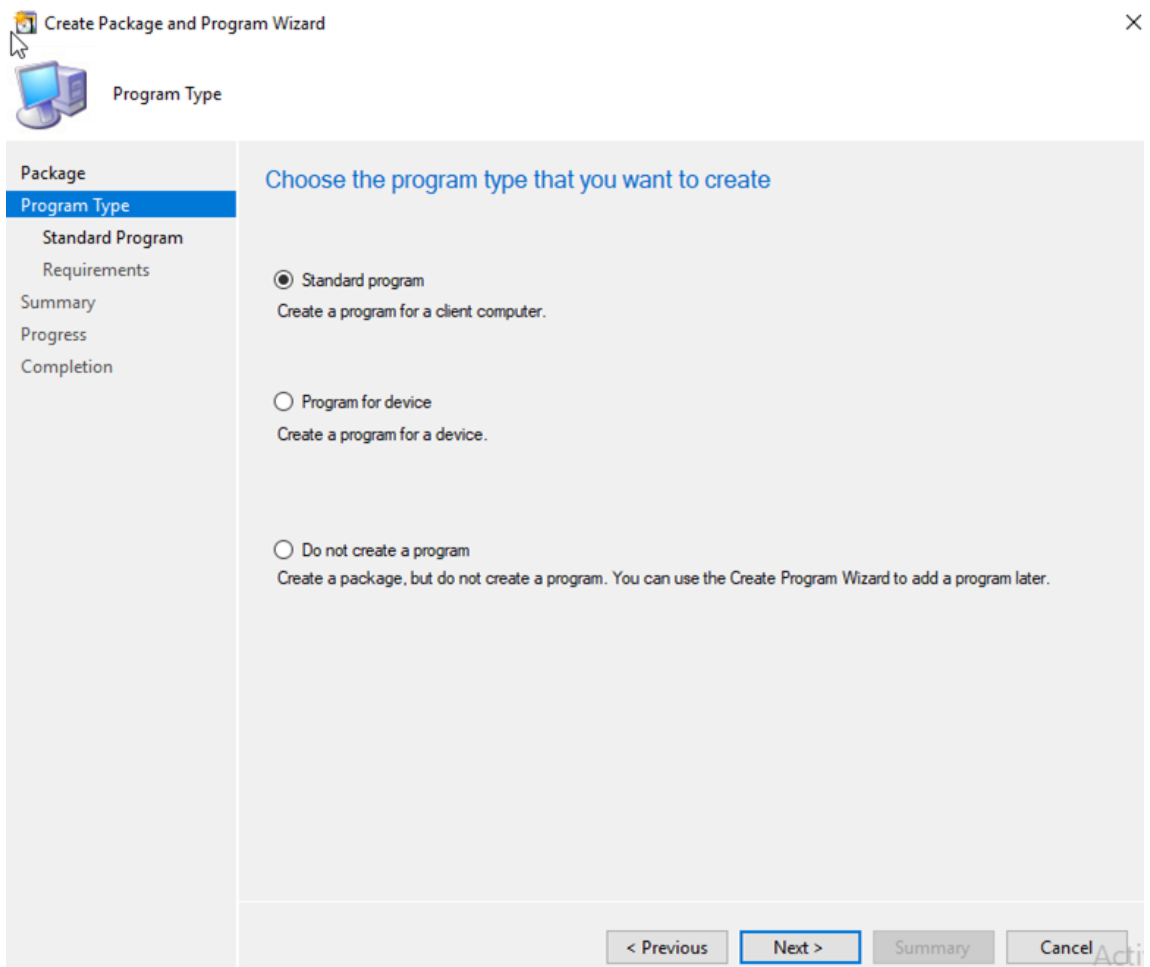 Create Package and Program Wizard
Program Type
Package
Program Type
Standard Program
Requirements
Summary
Progress
Completion
Choose the program type that you want to create
Standard program
Create a program for a client computer.
Program for device
Create a program for a device.
Do not create a program
Create a package, but do not create a program. You can use the Create Program Wizard to add a program later.
< Previous
Next >
Summary
Cancel
Acti